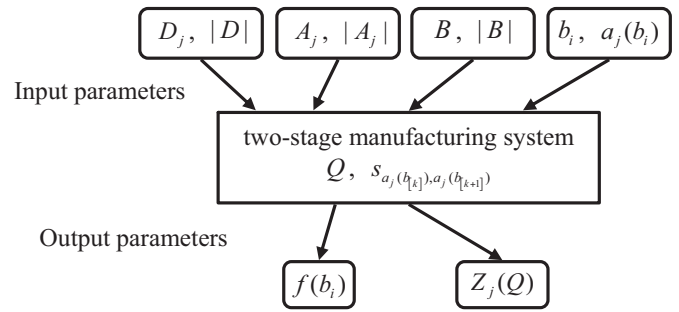 D_j, |D| A_j, |A_j| B, |B| b_i, a_j(b_i)
Input parameters
two-stage manufacturing system
Q, s_{a_j(b_{[k]}),a_j(b_{[k+1]})}
Output parameters
f(b_i) Z_j(Q)